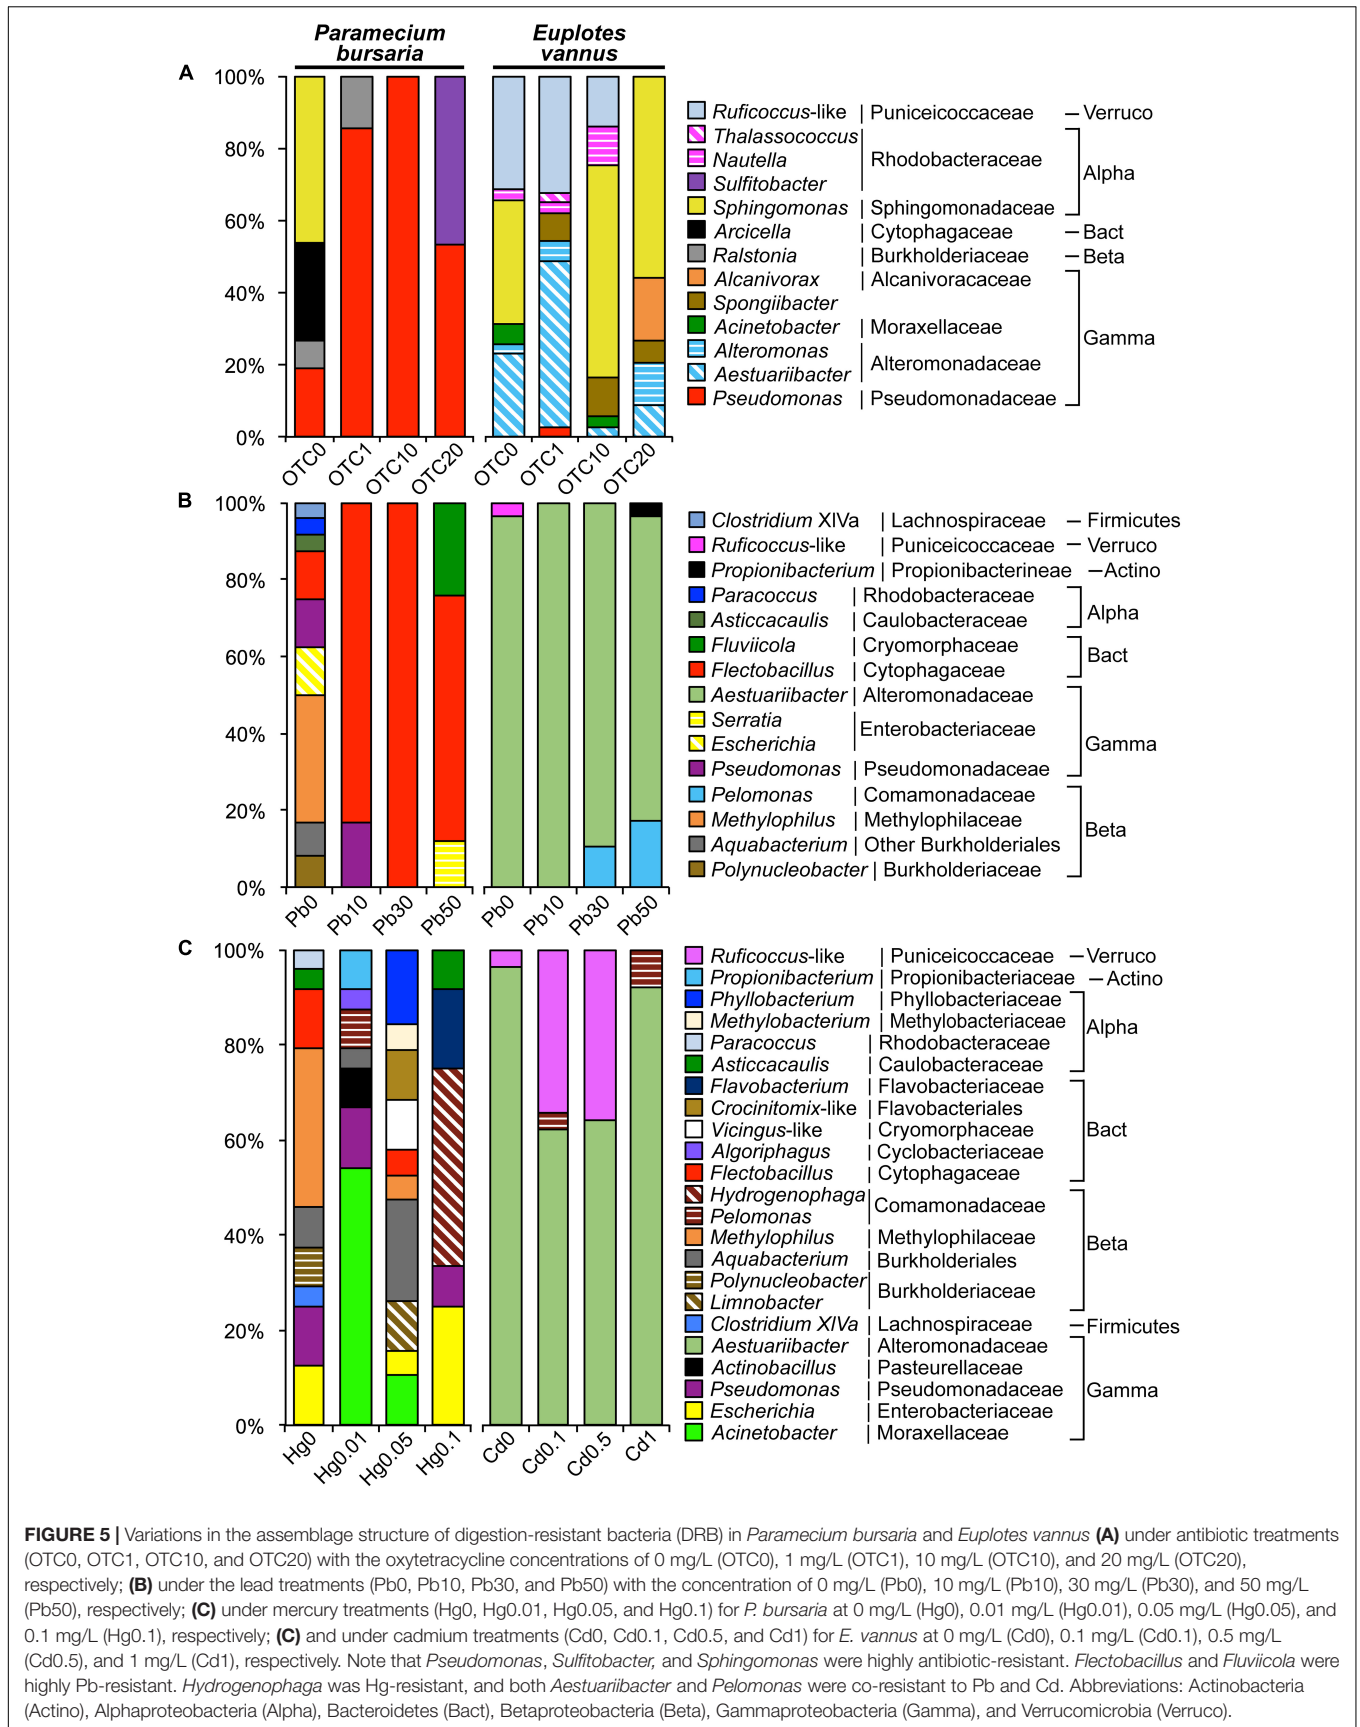 Paramecium bursaria
Euplotes vannus
A
100%
80%
60%
40%
20%
0%
OTC0 OTC1 OTC10 OTC20 OTC0 OTC1 OTC10 OTC20
Ruficoccus-like | Puniceicoccaceae – Verruco
Thalassococcus
Nautella | Rhodobacteraceae
Sulfitobacter
Alpha
Sphingomonas | Sphingomonadaceae
Arcicella | Cytophagaceae – Bact
Ralstonia | Burkholderiaceae – Beta
Alcanivorax | Alcanivoracaceae
Spongiibacter
Acinetobacter | Moraxellaceae
Gamma
Alteromonas
Aestuariibacter | Alteromonadaceae
Pseudomonas | Pseudomonadaceae
B
100%
80%
60%
40%
20%
0%
Pb0 Pb10 Pb30 Pb50 Pb0 Pb10 Pb30 Pb50
Clostridium XIVa | Lachnospiraceae – Firmicutes
Ruficoccus-like | Puniceicoccaceae – Verruco
Propionibacterium | Propionibacterineae – Actino
Paracoccus | Rhodobacteraceae
Alpha
Asticcacaulis | Caulobacteraceae
Fluviicola | Cryomorphaceae
Bact
Flectobacillus | Cytophagaceae
Aestuariibacter | Alteromonadaceae
Serratia
Escherichia | Enterobacteriaceae
Gamma
Pseudomonas | Pseudomonadaceae
Pelomonas | Comamonadaceae
Methylophilus | Methylophilaceae
Beta
Aquabacterium | Other Burkholderiales
Polynucleobacter | Burkholderiaceae
C
100%
80%
60%
40%
20%
0%
Hg0 Hg0.01 Hg0.05 Hg0.1 Cd0 Cd0.1 Cd0.5 Cd1
Ruficoccus-like | Puniceicoccaceae – Verruco
Propionibacterium | Propionibacteriaceae – Actino
Phyllobacterium | Phyllobacteriaceae
Methylobacterium | Methylobacteriaceae
Alpha
Paracoccus | Rhodobacteraceae
Asticcacaulis | Caulobacteraceae
Flavobacterium | Flavobacteriaceae
Crocinitomix-like | Flavobacteriales
Vicingus-like | Cryomorphaceae
Bact
Algoriphagus | Cyclobacteriaceae
Flectobacillus | Cytophagaceae
Hydrogenophaga
Pelomonas | Comamonadaceae
Methylophilus | Methylophilaceae
Beta
Aquabacterium | Burkholderiales
Polynucleobacter
Limnobacter | Burkholderiaceae
Clostridium XIVa | Lachnospiraceae – Firmicutes
Aestuariibacter | Alteromonadaceae
Actinobacillus | Pasteurellaceae
Pseudomonas | Pseudomonadaceae
Gamma
Escherichia | Enterobacteriaceae
Acinetobacter | Moraxellaceae
FIGURE 5 | Variations in the assemblage structure of digestion-resistant bacteria (DRB) in Paramecium bursaria and Euplotes vannus (A) under antibiotic treatments
(OTC0, OTC1, OTC10, and OTC20) with the oxytetracycline concentrations of 0 mg/L (OTC0), 1 mg/L (OTC1), 10 mg/L (OTC10), and 20 mg/L (OTC20),
respectively; (B) under the lead treatments (Pb0, Pb10, Pb30, and Pb50) with the concentration of 0 mg/L (Pb0), 10 mg/L (Pb10), 30 mg/L (Pb30), and 50 mg/L
(Pb50), respectively; (C) under mercury treatments (Hg0, Hg0.01, Hg0.05, and Hg0.1) for P. bursaria at 0 mg/L (Hg0), 0.01 mg/L (Hg0.01), 0.05 mg/L (Hg0.05), and
0.1 mg/L (Hg0.1), respectively; (C) and under cadmium treatments (Cd0, Cd0.1, Cd0.5, and Cd1) for E. vannus at 0 mg/L (Cd0), 0.1 mg/L (Cd0.1), 0.5 mg/L
(Cd0.5), and 1 mg/L (Cd1), respectively. Note that Pseudomonas, Sulfitobacter, and Sphingomonas were highly antibiotic-resistant. Flectobacillus and Fluviicola were
highly Pb-resistant. Hydrogenophaga was Hg-resistant, and both Aestuariibacter and Pelomonas were co-resistant to Pb and Cd. Abbreviations: Actinobacteria
(Actino), Alphaproteobacteria (Alpha), Bacteroidetes (Bact), Betaproteobacteria (Beta), Gammaproteobacteria (Gamma), and Verrucomicrobia (Verruco).